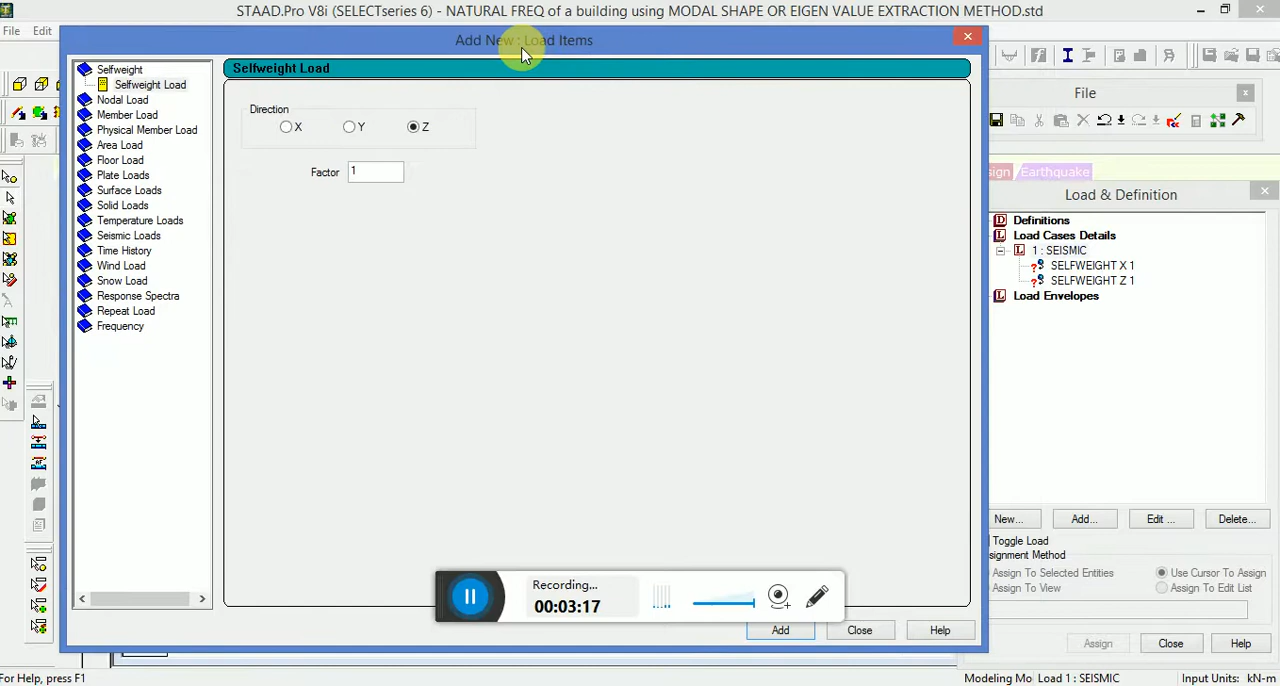 STAAD.Pro V8i (SELECTseries 6) - NATURAL FREQ of a building using MODAL SHAPE OR EIGEN VALUE EXTRACTION METHOD.std
File Edit
Add New : Load Items
Selfweight
Selfweight Load
Nodal Load
Member Load
Physical Member Load
Area Load
Floor Load
Plate Loads
Surface Loads
Solid Loads
Temperature Loads
Seismic Loads
Time History
Wind Load
Snow Load
Response Spectra
Repeat Load
Frequency
Selfweight Load
Direction
X Y Z
Factor 1
Recording...
00:03:17
Add Close Help
File
sign Earthquake
Load & Definition
Definitions
Load Cases Details
1 : SEISMIC
SELFWEIGHT X 1
SELFWEIGHT Z 1
Load Envelopes
New... Add... Edit ... Delete...
Toggle Load
signment Method
Assign To Selected Entities Use Cursor To Assign
Assign To View Assign To Edit List
Assign Close Help
For Help, press F1 Modeling Mo Load 1 : SEISMIC Input Units: kN-m